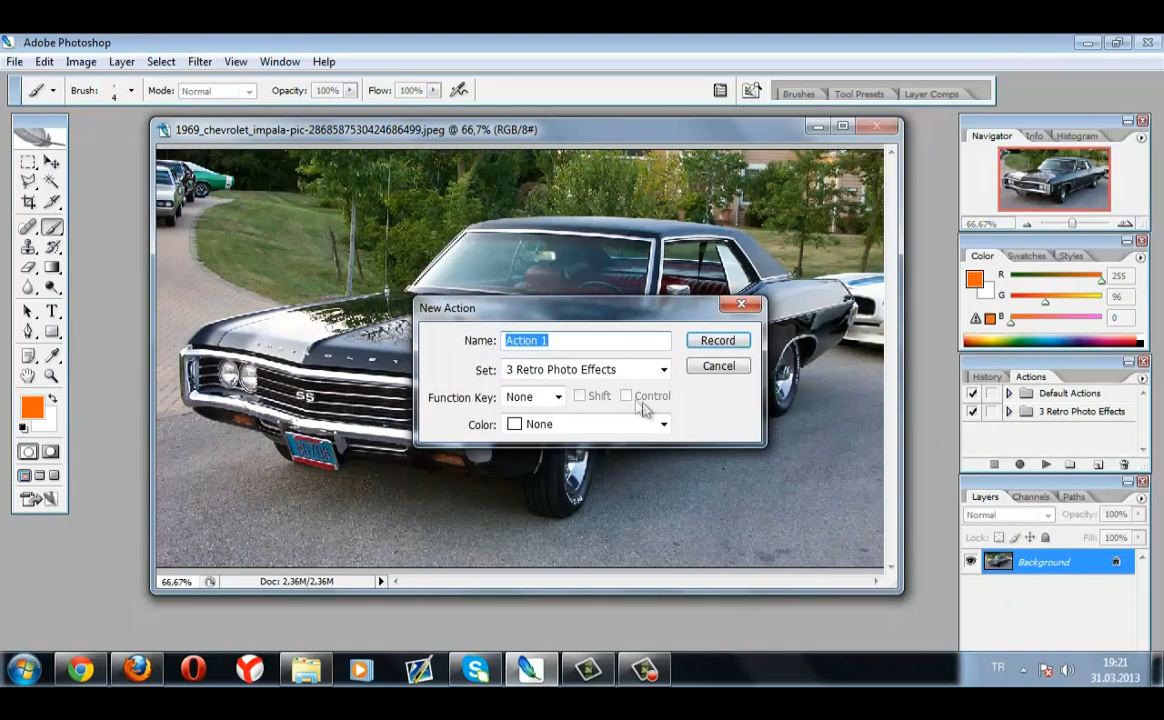 Adobe Photoshop
File Edit Image Layer Select Filter View Window Help
Brush: 4 Mode: Normal Opacity: 100% Flow: 100% Brushes Tool Presets Layer Comps
1969_chevrolet_impala-pic-2868587530424686499.jpeg @ 66,7% (RGB/8#)
Navigator Info Histogram
66.67%
Color Swatches Styles
R 255
G 96
B 0
New Action
Name: Action 1 Record
Set: 3 Retro Photo Effects Cancel
Function Key: None Shift Control
Color: None
SS
History Actions
Default Actions
3 Retro Photo Effects
Layers Channels Paths
Normal Opacity: 100%
Lock: Fill: 100%
Background
66,67% Doc: 2,36M/2,36M
TR 19:21
31.03.2013